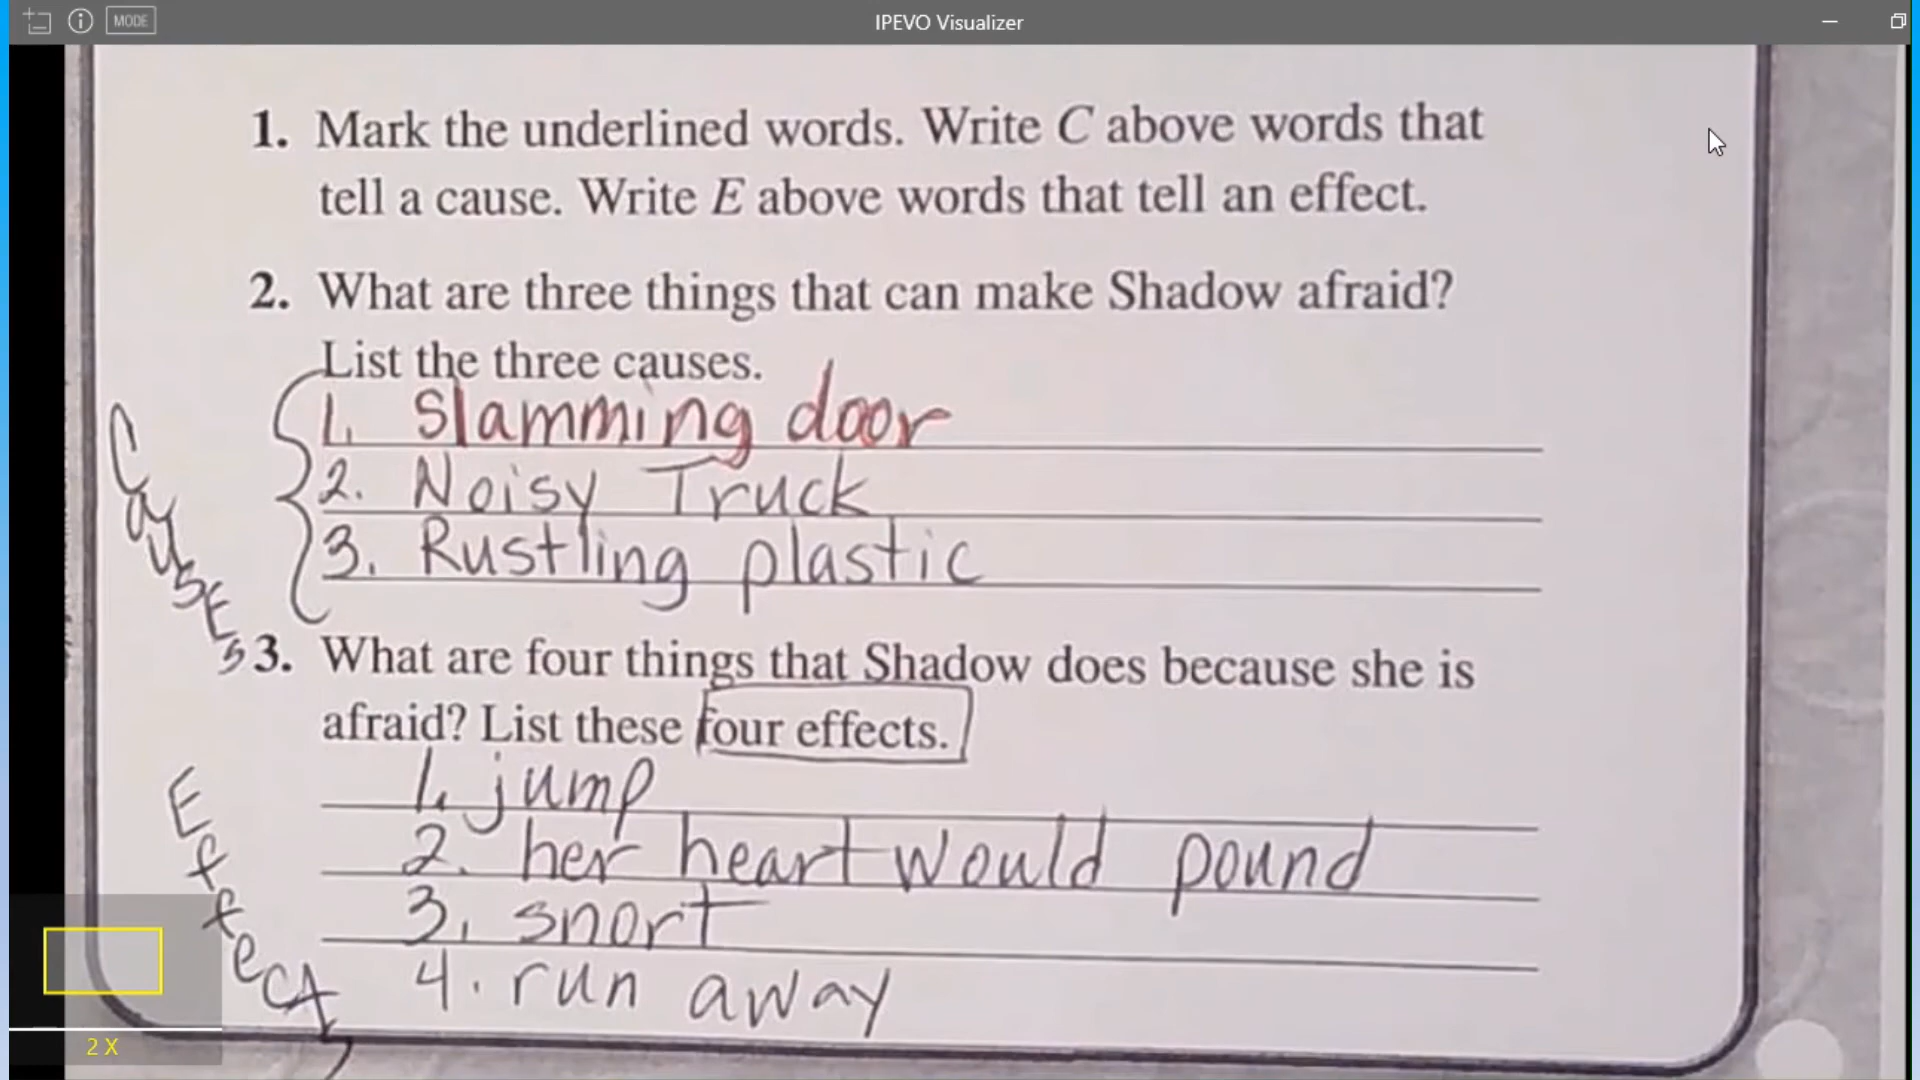 MODE
IPEVO Visualizer
1. Mark the underlined words. Write C above words that
tell a cause. Write E above words that tell an effect.
2. What are three things that can make Shadow afraid?
List the three causes.
1. Slamming door
2. Noisy Truck
3. Rustling plastic
CausEs
3. What are four things that Shadow does because she is
afraid? List these four effects.
1. jump
2. her heart would pound
3. snort
4. run away
Effects
2 X